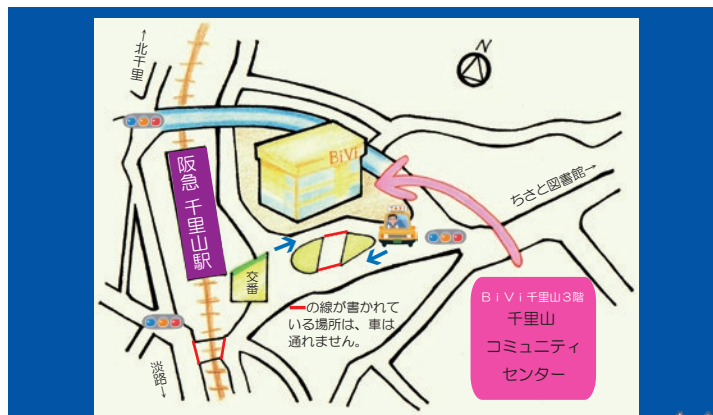 ←北千里
N
BiVi
阪急 千里山駅
ちさと図書館→
TAXI
交番
の線が書かれて
いる場所は、車は
通れません。
淡路→
BiVi千里山3階
千里山
コミュニティ
センター